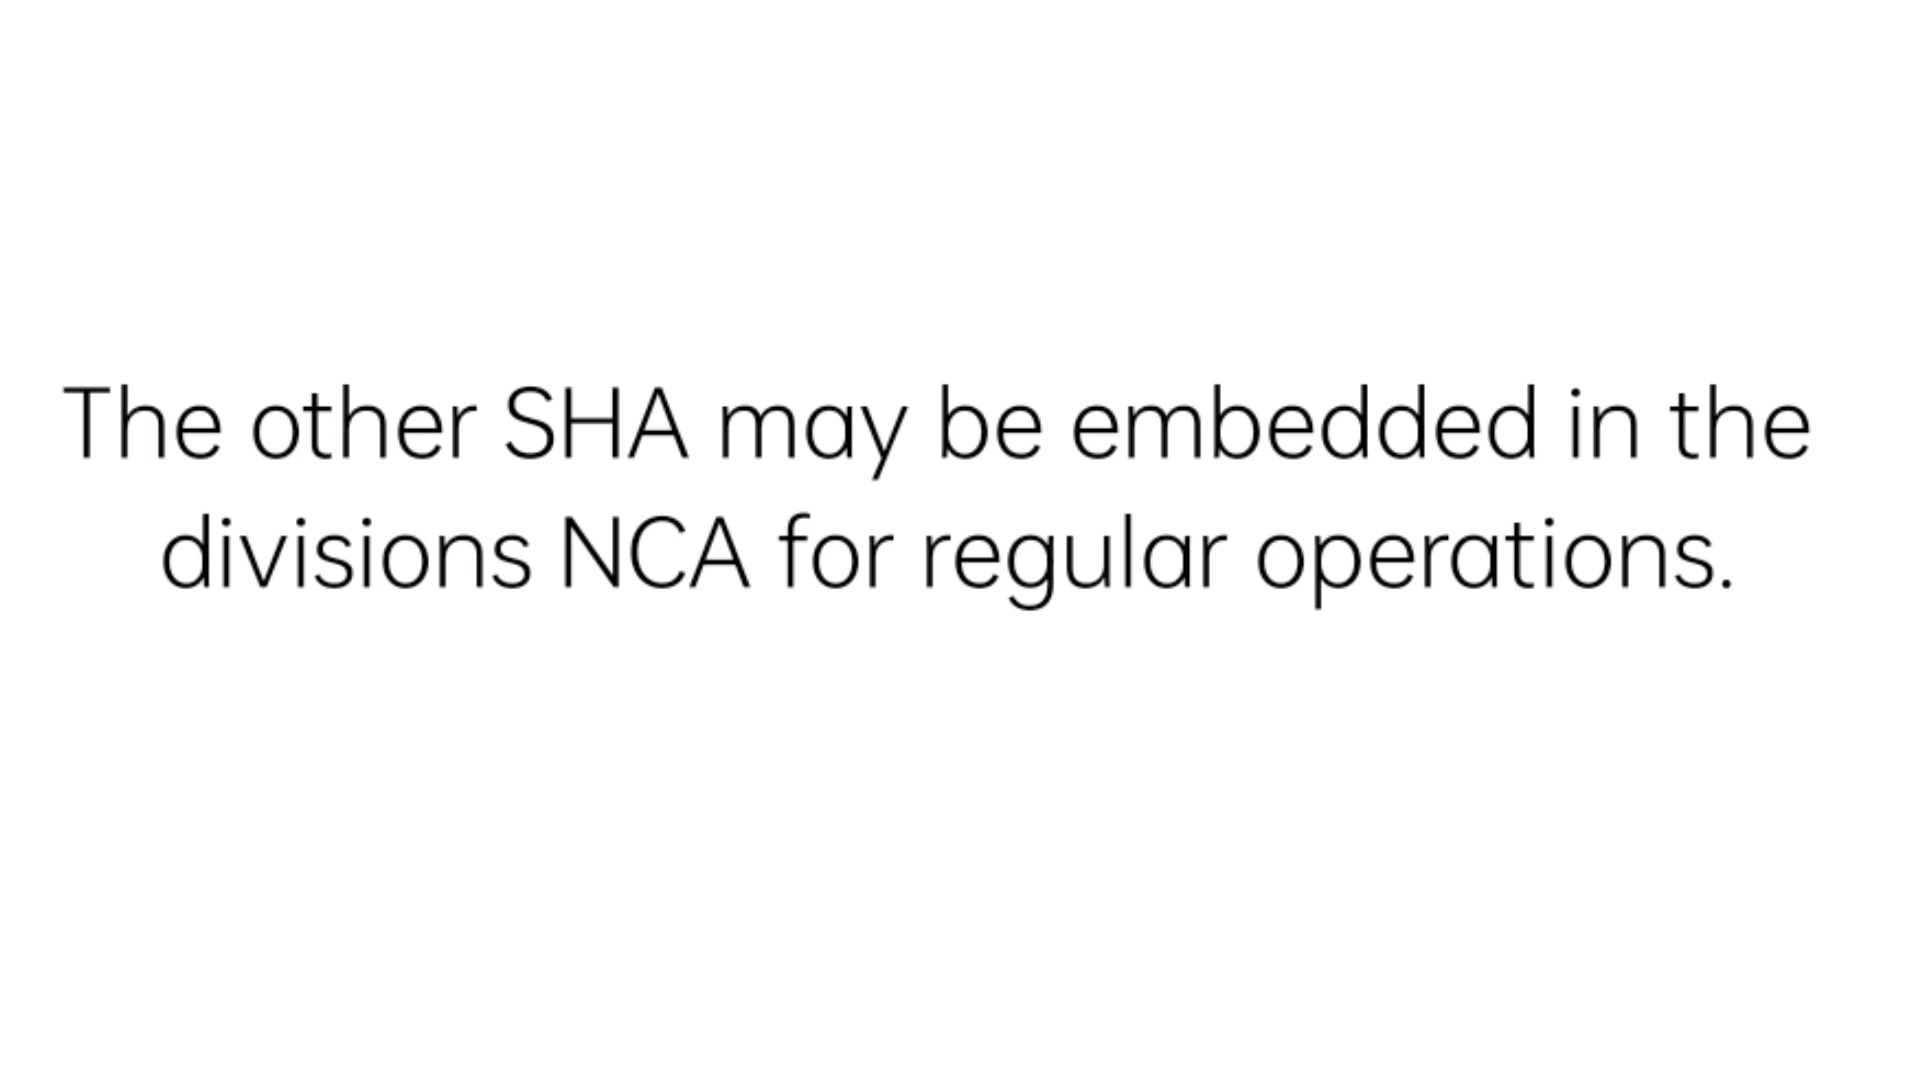 The other SHA may be embedded in the
divisions NCA for regular operations.